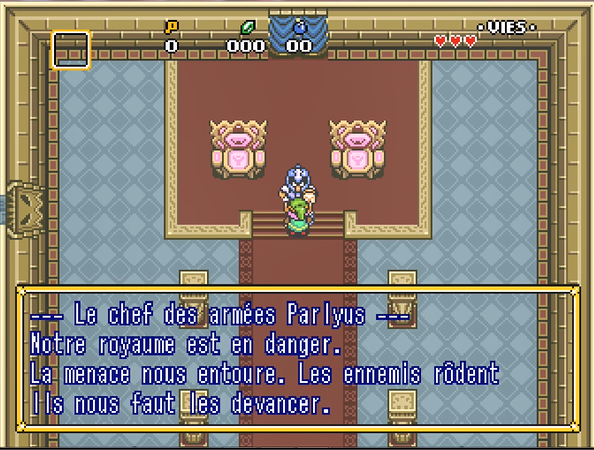 ·VIES·
0 000 00
--- Le chef des armées Parlyus ---
Notre royaume est en danger.
La menace nous entoure. Les ennemis rôdent
Ils nous faut les devancer.